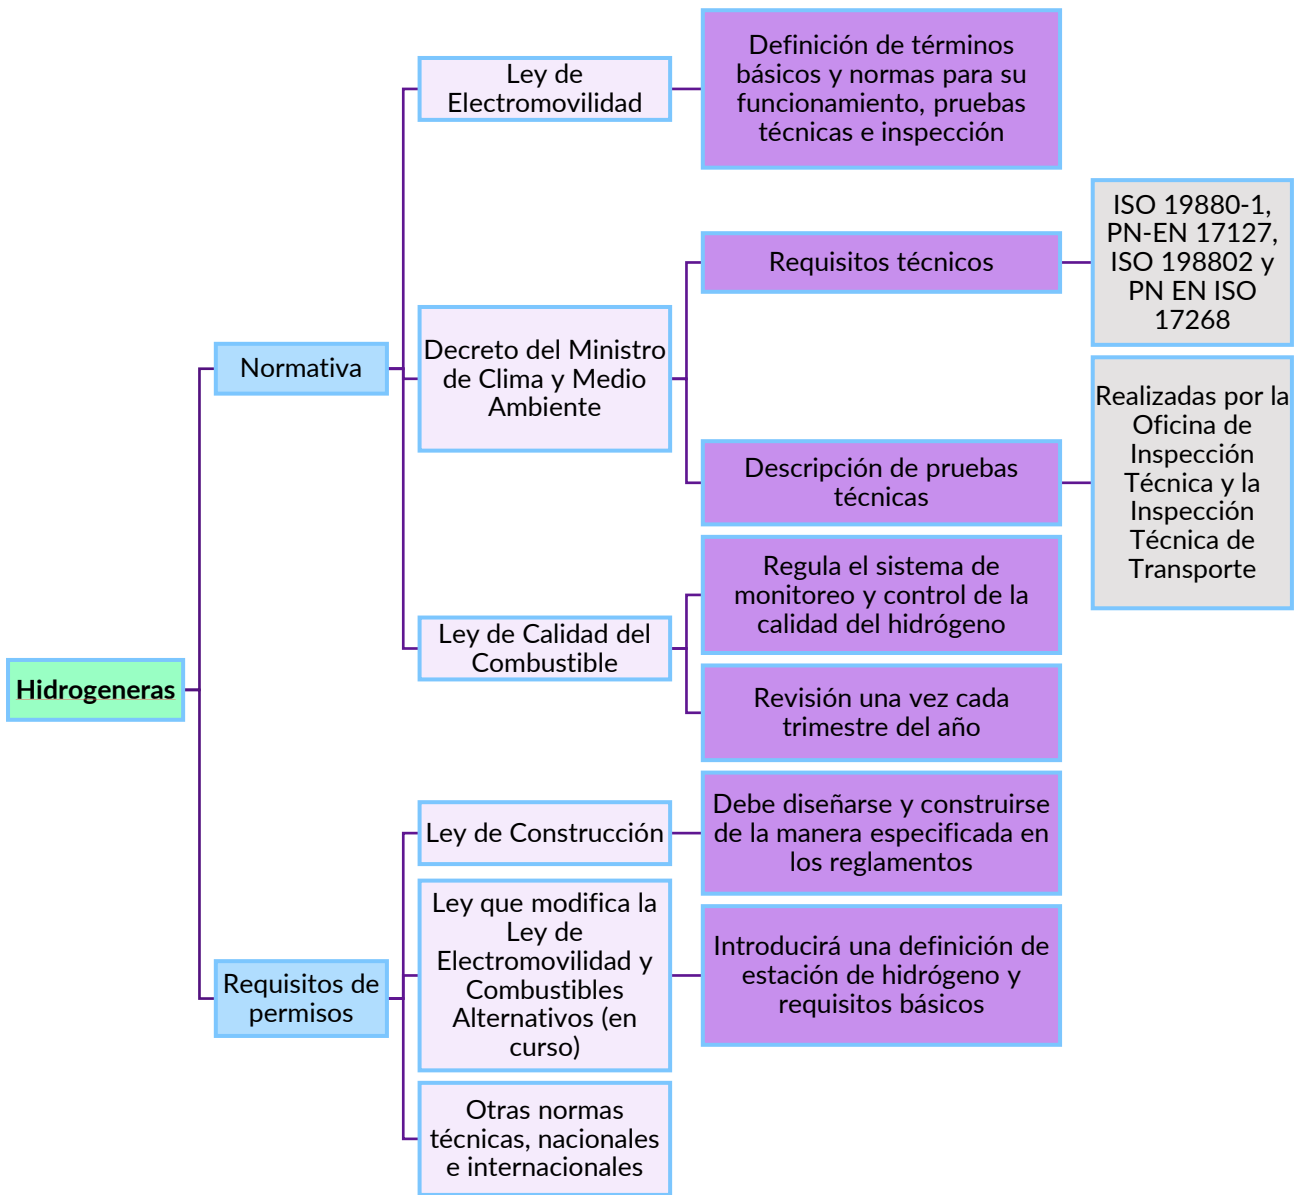 Hidrogeneras
Normativa
Ley de
Electromovilidad
Definición de términos
básicos y normas para su
funcionamiento, pruebas
técnicas e inspección
Decreto del Ministro
de Clima y Medio
Ambiente
Requisitos técnicos
ISO 19880-1,
PN-EN 17127,
ISO 198802 y
PN EN ISO
17268
Descripción de pruebas
técnicas
Realizadas por la
Oficina de
Inspección
Técnica y la
Inspección
Técnica de
Transporte
Ley de Calidad del
Combustible
Regula el sistema de
monitoreo y control de la
calidad del hidrógeno
Revisión una vez cada
trimestre del año
Requisitos de
permisos
Ley de Construcción
Debe diseñarse y construirse
de la manera especificada en
los reglamentos
Ley que modifica la
Ley de
Electromovilidad y
Combustibles
Alternativos (en
curso)
Introducirá una definición de
estación de hidrógeno y
requisitos básicos
Otras normas
técnicas, nacionales
e internacionales